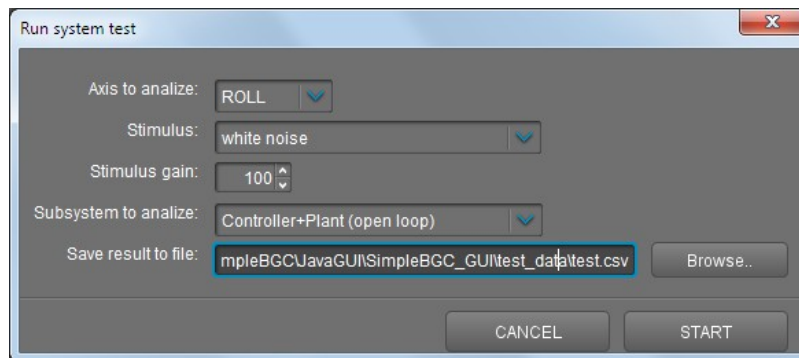 Run system test
Axis to analize: ROLL
Stimulus: white noise
Stimulus gain: 100
Subsystem to analize: Controller+Plant (open loop)
Save result to file: mpleBGC\JavaGUI\SimpleBGC_GUI\test_data\test.csv Browse..
CANCEL START